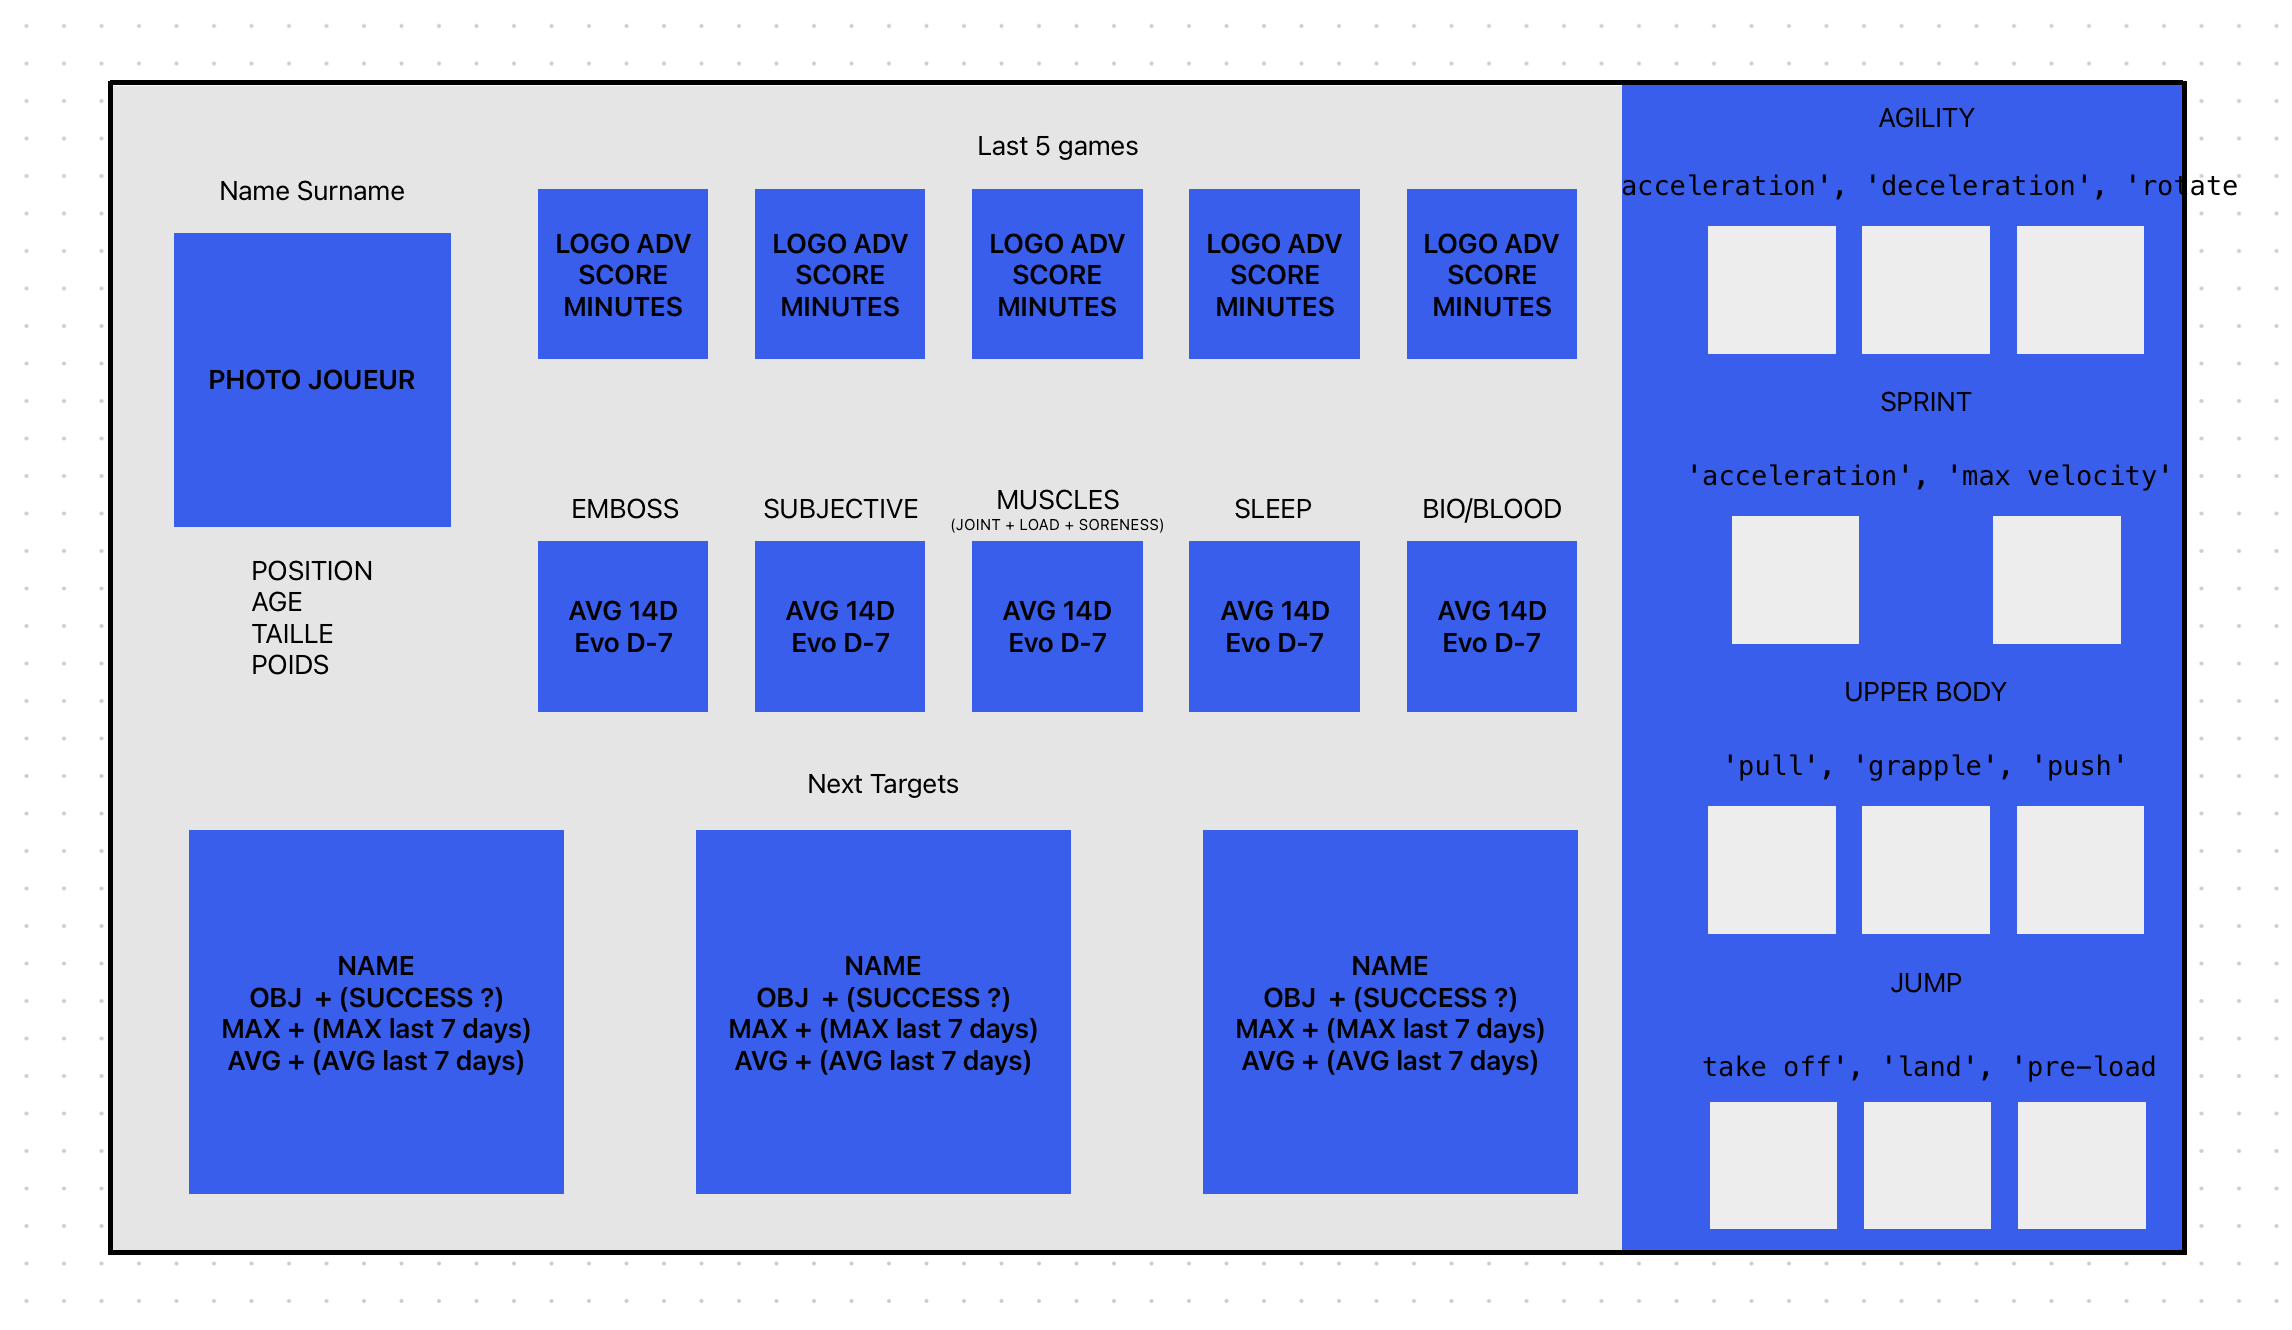 Name Surname
PHOTO JOUEUR
POSITION
AGE
TAILLE
POIDS
Last 5 games
LOGO ADV
SCORE
MINUTES
LOGO ADV
SCORE
MINUTES
LOGO ADV
SCORE
MINUTES
LOGO ADV
SCORE
MINUTES
LOGO ADV
SCORE
MINUTES
EMBOSS
AVG 14D
Evo D-7
SUBJECTIVE
AVG 14D
Evo D-7
MUSCLES
(JOINT + LOAD + SORENESS)
AVG 14D
Evo D-7
SLEEP
AVG 14D
Evo D-7
BIO/BLOOD
AVG 14D
Evo D-7
Next Targets
NAME
OBJ + (SUCCESS ?)
MAX + (MAX last 7 days)
AVG + (AVG last 7 days)
NAME
OBJ + (SUCCESS ?)
MAX + (MAX last 7 days)
AVG + (AVG last 7 days)
NAME
OBJ + (SUCCESS ?)
MAX + (MAX last 7 days)
AVG + (AVG last 7 days)
AGILITY
acceleration', 'deceleration', 'rotate
SPRINT
'acceleration', 'max velocity'
UPPER BODY
'pull', 'grapple', 'push'
JUMP
take off', 'land', 'pre-load